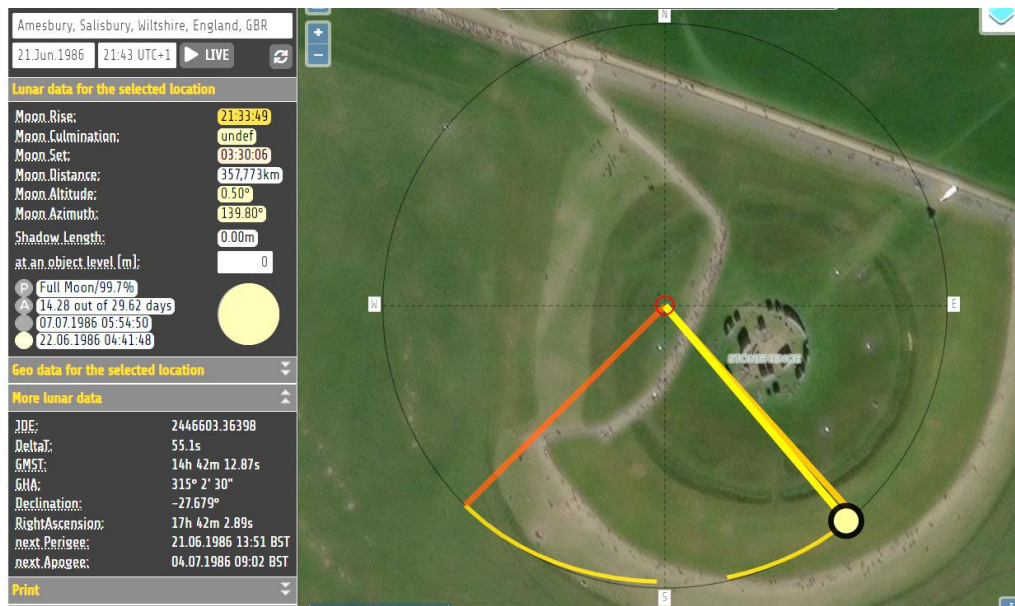 Amesbury, Salisbury, Wiltshire, England, GBR
21.Jun.1986 21:43 UTC+1 LIVE
Lunar data for the selected location
Moon Rise: 21:33:49
Moon Culmination: undef
Moon Set: 03:30:06
Moon Distance: 357,773km
Moon Altitude: 0.50°
Moon Azimuth: 139.80°
Shadow Length: 0.00m
at an object level [m]: 0
P Full Moon/99.7%
A 14.28 out of 29.62 days
07.07.1986 05:54:50
22.06.1986 04:41:48
Geo data for the selected location
More lunar data
JDE: 2446603.36398
DeltaT: 55.1s
GMST: 14h 42m 12.87s
GHA: 315° 2' 30"
Declination: -27.679°
RightAscension: 17h 42m 2.89s
next Perigee: 21.06.1986 13:51 BST
next Apogee: 04.07.1986 09:02 BST
Print
+
−
N
W
E
STONEHENGE
S